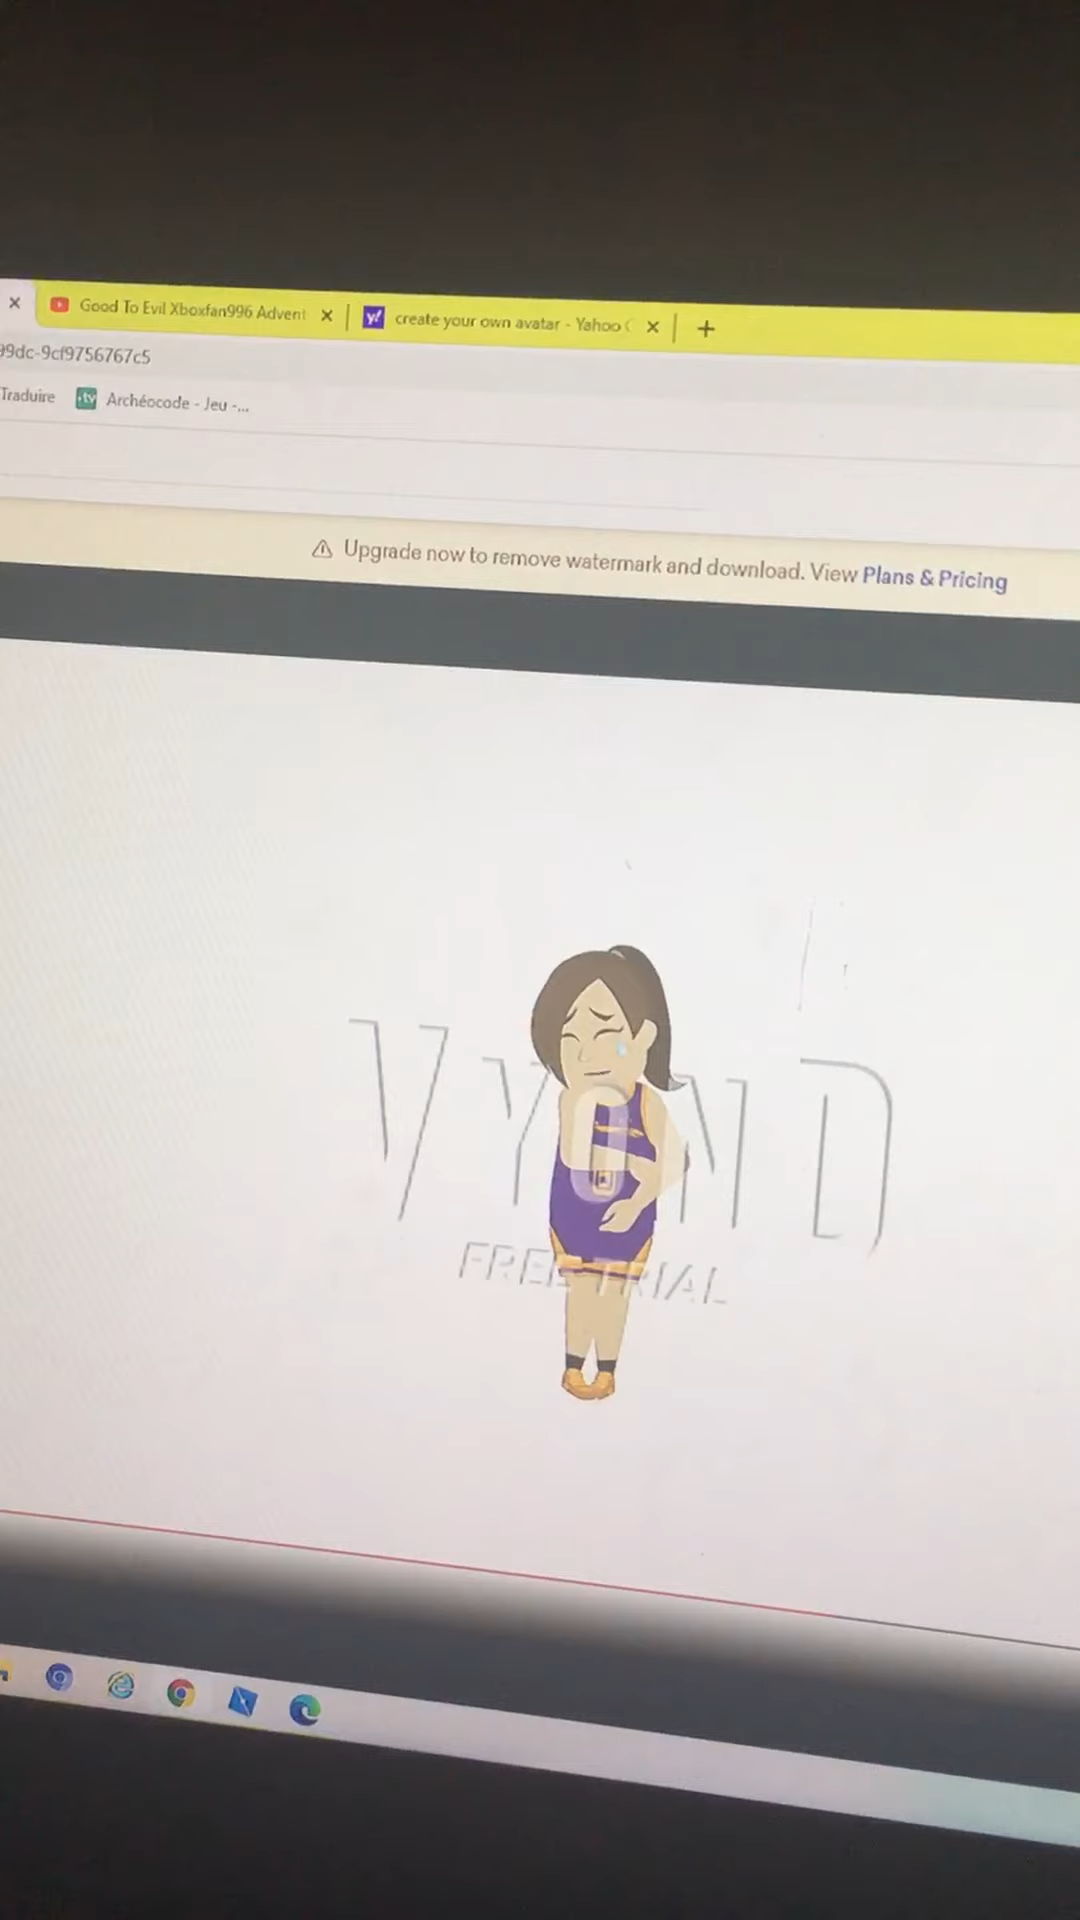 Good To Evil Xboxfan996 Advent
create your own avatar - Yahoo
99dc-9cf9756767c5
Traduire
Archéocode - Jeu -...
Upgrade now to remove watermark and download. View Plans & Pricing
VYOND
FREE TRIAL